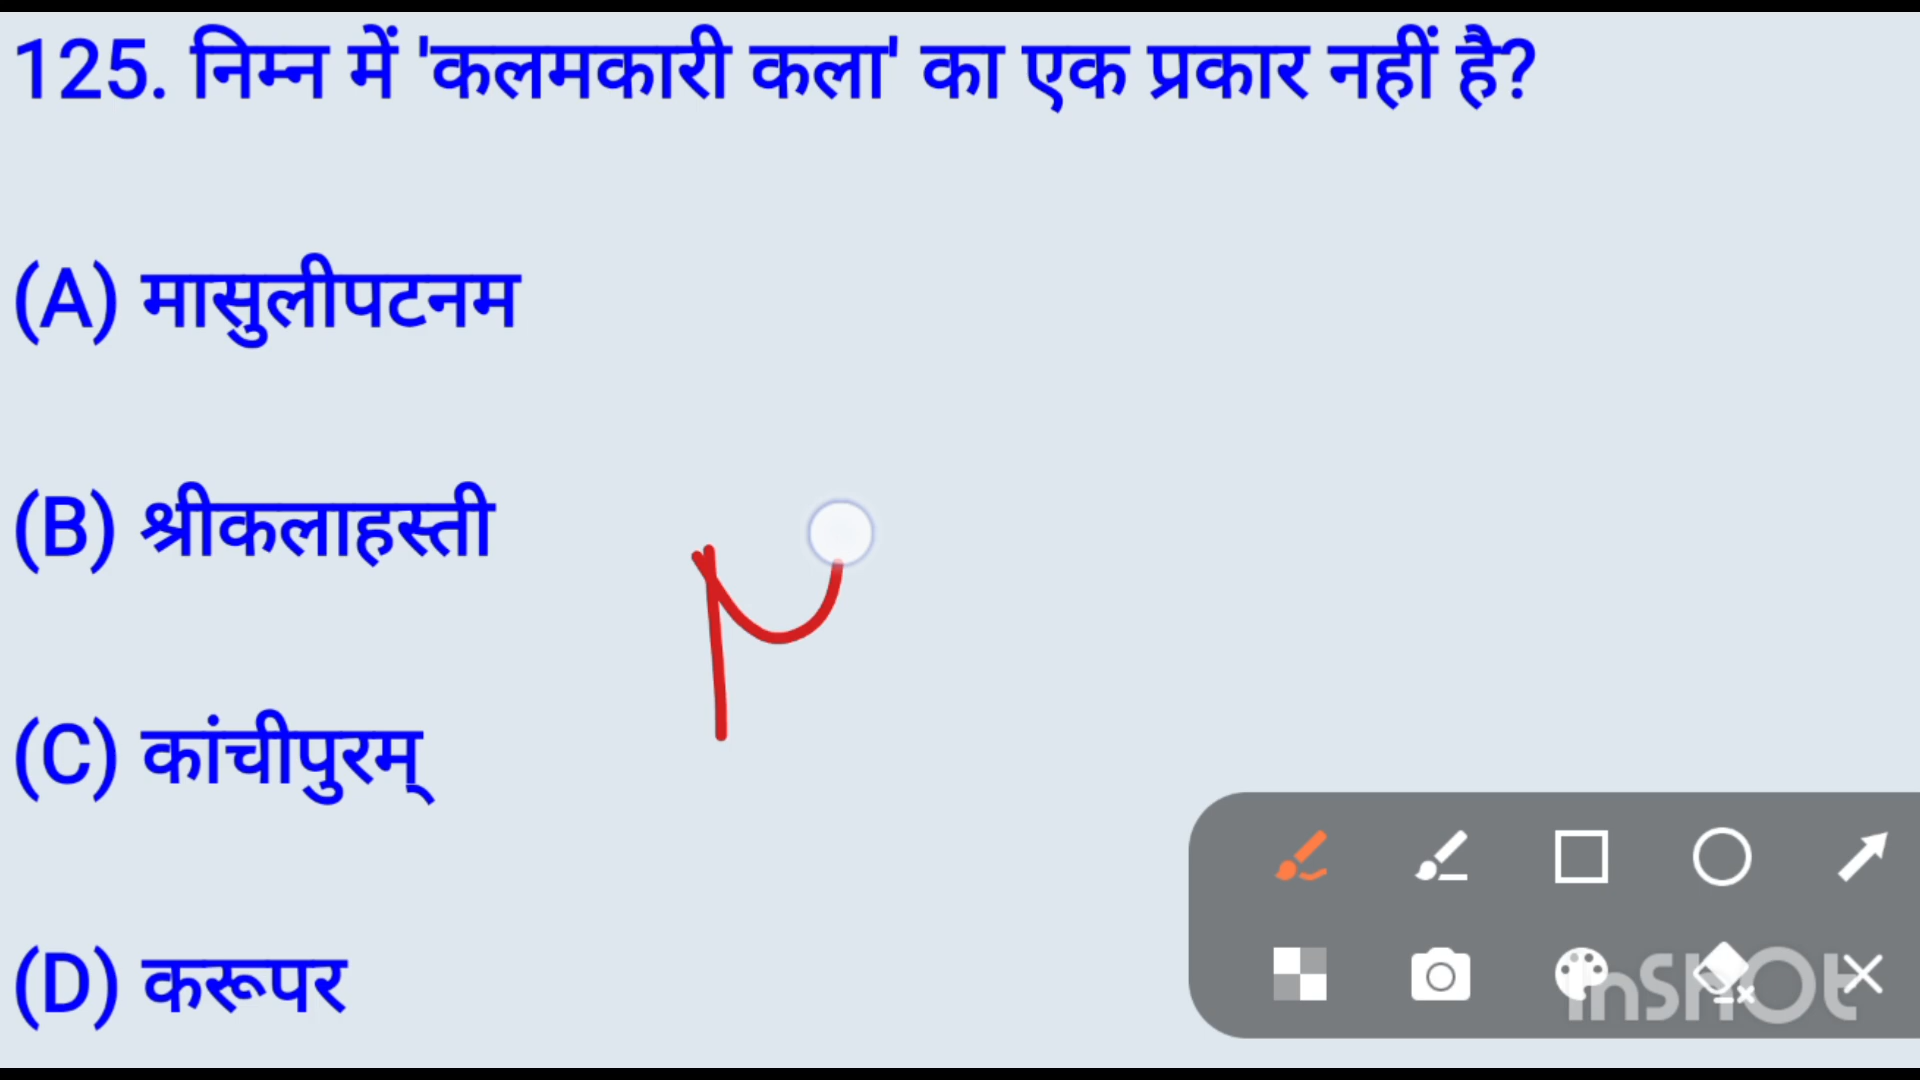 125. निम्न में 'कलमकारी कला' का एक प्रकार नहीं है?
(A) मासुलीपटनम
(B) श्रीकलाहस्ती
(C) कांचीपुरम्
(D) करूपर
InShOt